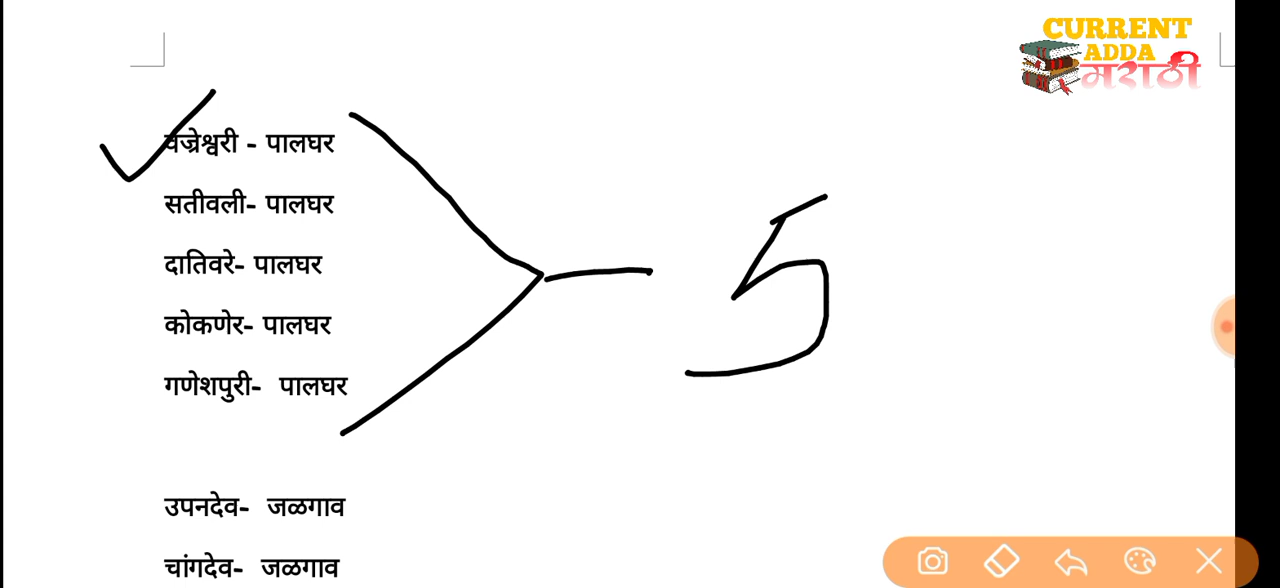 CURRENT
ADDA
मराठी
वज्रेश्वरी - पालघर
सतीवली- पालघर
दातिवरे- पालघर
कोकणेर- पालघर
गणेशपुरी- पालघर
5
उपनदेव- जळगाव
चांगदेव- जळगाव